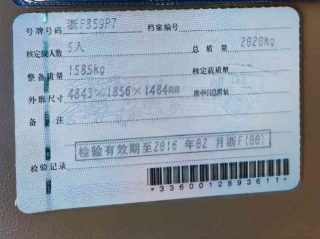 号牌号码 浙FB59P7 档案编号
核定载人数 5人 总质量 2020kg
整备质量 1585kg 核定载质量
外廓尺寸 4843×1856×1484mm 准牵引总质量
备注
检验有效期至2016年02月浙F(00)
检验记录
*3360012893611*